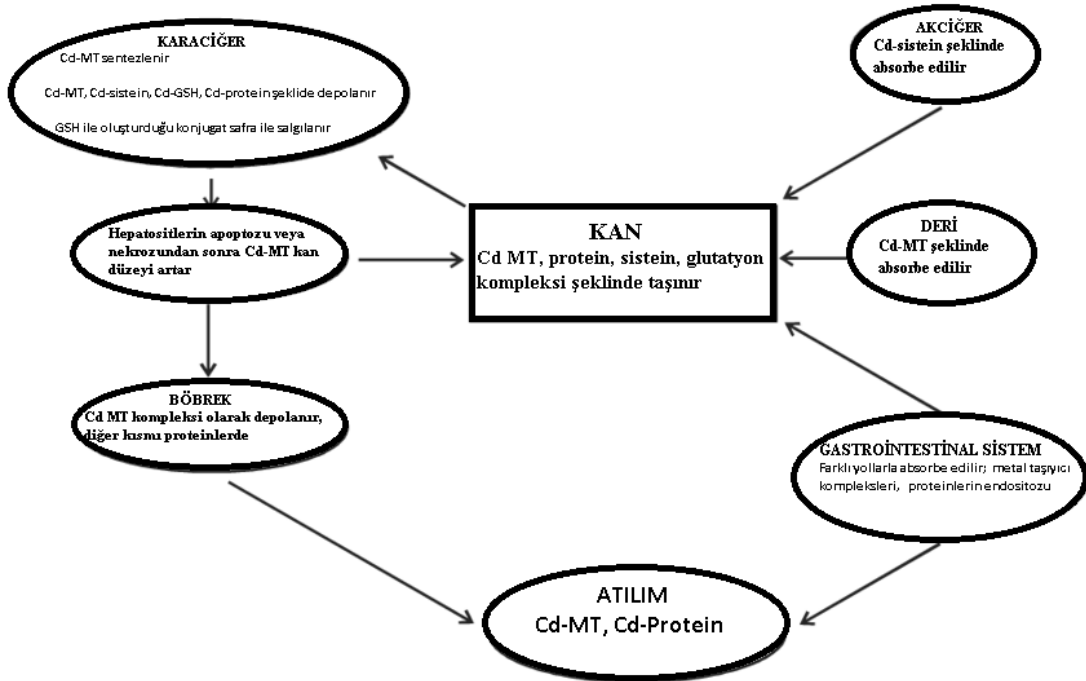 KARACİĞER
Cd-MT sentezlenir
Cd-MT, Cd-sistein, Cd-GSH, Cd-protein şeklide depolanır
GSH ile oluşturduğu konjugat safra ile salgılanır
AKCİĞER
Cd-sistein şeklinde
absorbe edilir
Hepatositlerin apoptozu veya
nekrozundan sonra Cd-MT kan
düzeyi artar
KAN
Cd MT, protein, sistein, glutatyon
kompleksi şeklinde taşınır
DERİ
Cd-MT şeklinde
absorbe edilir
BÖBREK
Cd MT kompleksi olarak depolanır,
diğer kısmı proteinlerde
GASTROİNTESTİNAL SİSTEM
Farklı yollarla absorbe edilir; metal taşıyıcı
kompleksleri, proteinlerin endositozu
ATILIM
Cd-MT, Cd-Protein